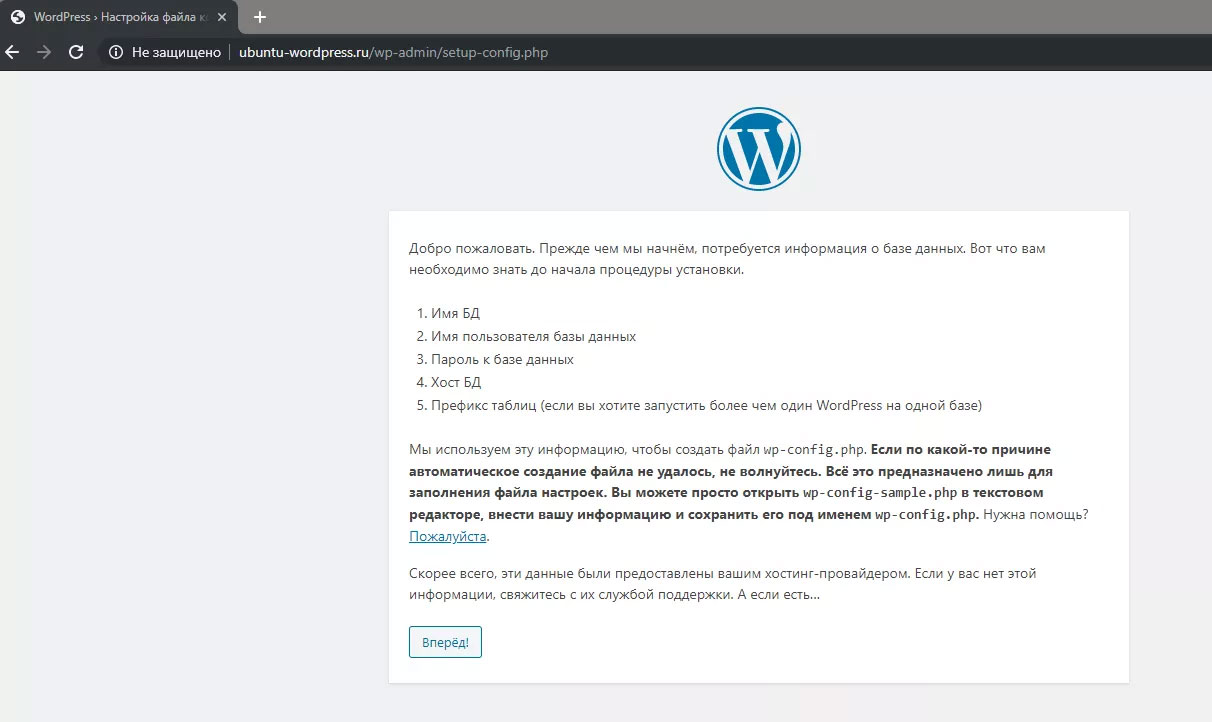 WordPress › Настройка файла
Не защищено
ubuntu-wordpress.ru/wp-admin/setup-config.php
Добро пожаловать. Прежде чем мы начнём, потребуется информация о базе данных. Вот что вам
необходимо знать до начала процедуры установки.
1. Имя БД
2. Имя пользователя базы данных
3. Пароль к базе данных
4. Хост БД
5. Префикс таблиц (если вы хотите запустить более чем один WordPress на одной базе)
Мы используем эту информацию, чтобы создать файл wp-config.php. Если по какой-то причине
автоматическое создание файла не удалось, не волнуйтесь. Всё это предназначено лишь для
заполнения файла настроек. Вы можете просто открыть wp-config-sample.php в текстовом
редакторе, внести вашу информацию и сохранить его под именем wp-config.php. Нужна помощь?
Пожалуйста.
Скорее всего, эти данные были предоставлены вашим хостинг-провайдером. Если у вас нет этой
информации, свяжитесь с их службой поддержки. А если есть…
Вперёд!